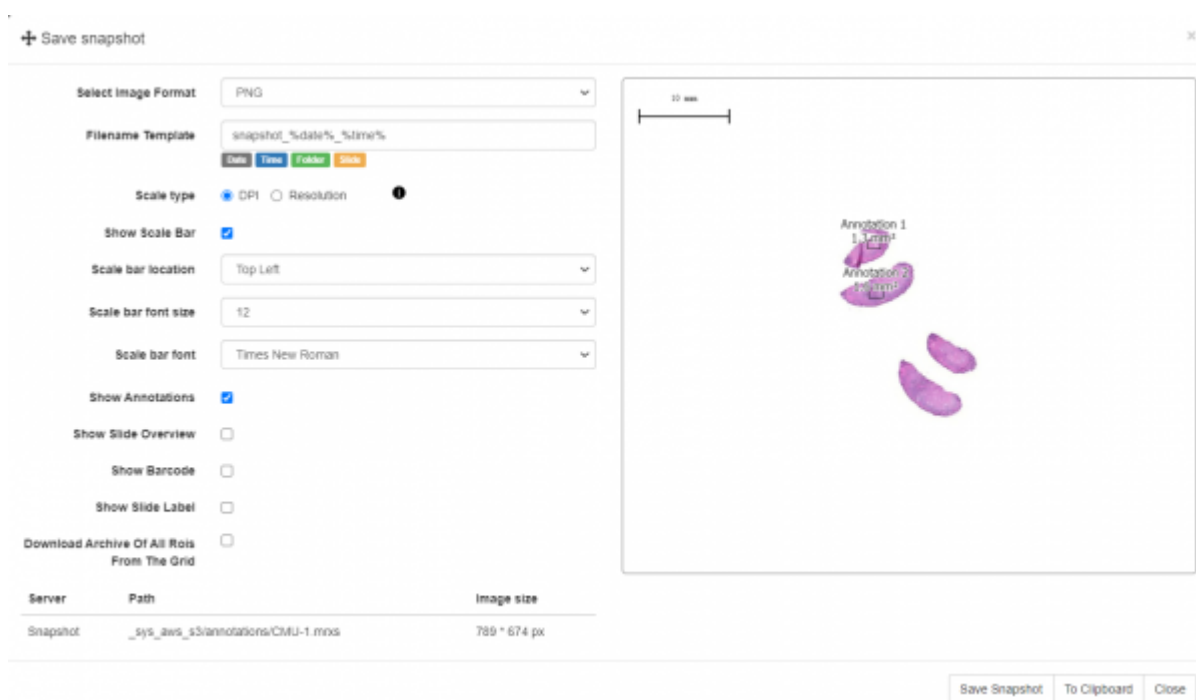 Save snapshot
×
Select Image Format PNG
Filename Template snapshot_%date%_%time%
Date Time Folder Slide
Scale type DPI Resolution
Show Scale Bar
Scale bar location Top Left
Scale bar font size 12
Scale bar font Times New Roman
Show Annotations
Show Slide Overview
Show Barcode
Show Slide Label
Download Archive Of All Rois
From The Grid
Server Path Image size
Snapshot _sys_aws_s3/annotations/CMU-1.mrxs 789 * 674 px
mm
Annotation 1
Annotation 2
Save Snapshot To Clipboard Close